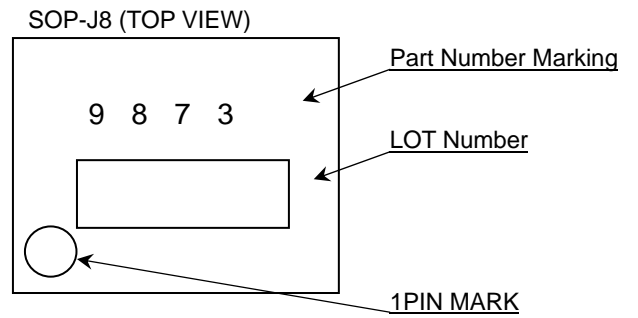 SOP-J8 (TOP VIEW)
Part Number Marking
9 8 7 3
LOT Number
1PIN MARK